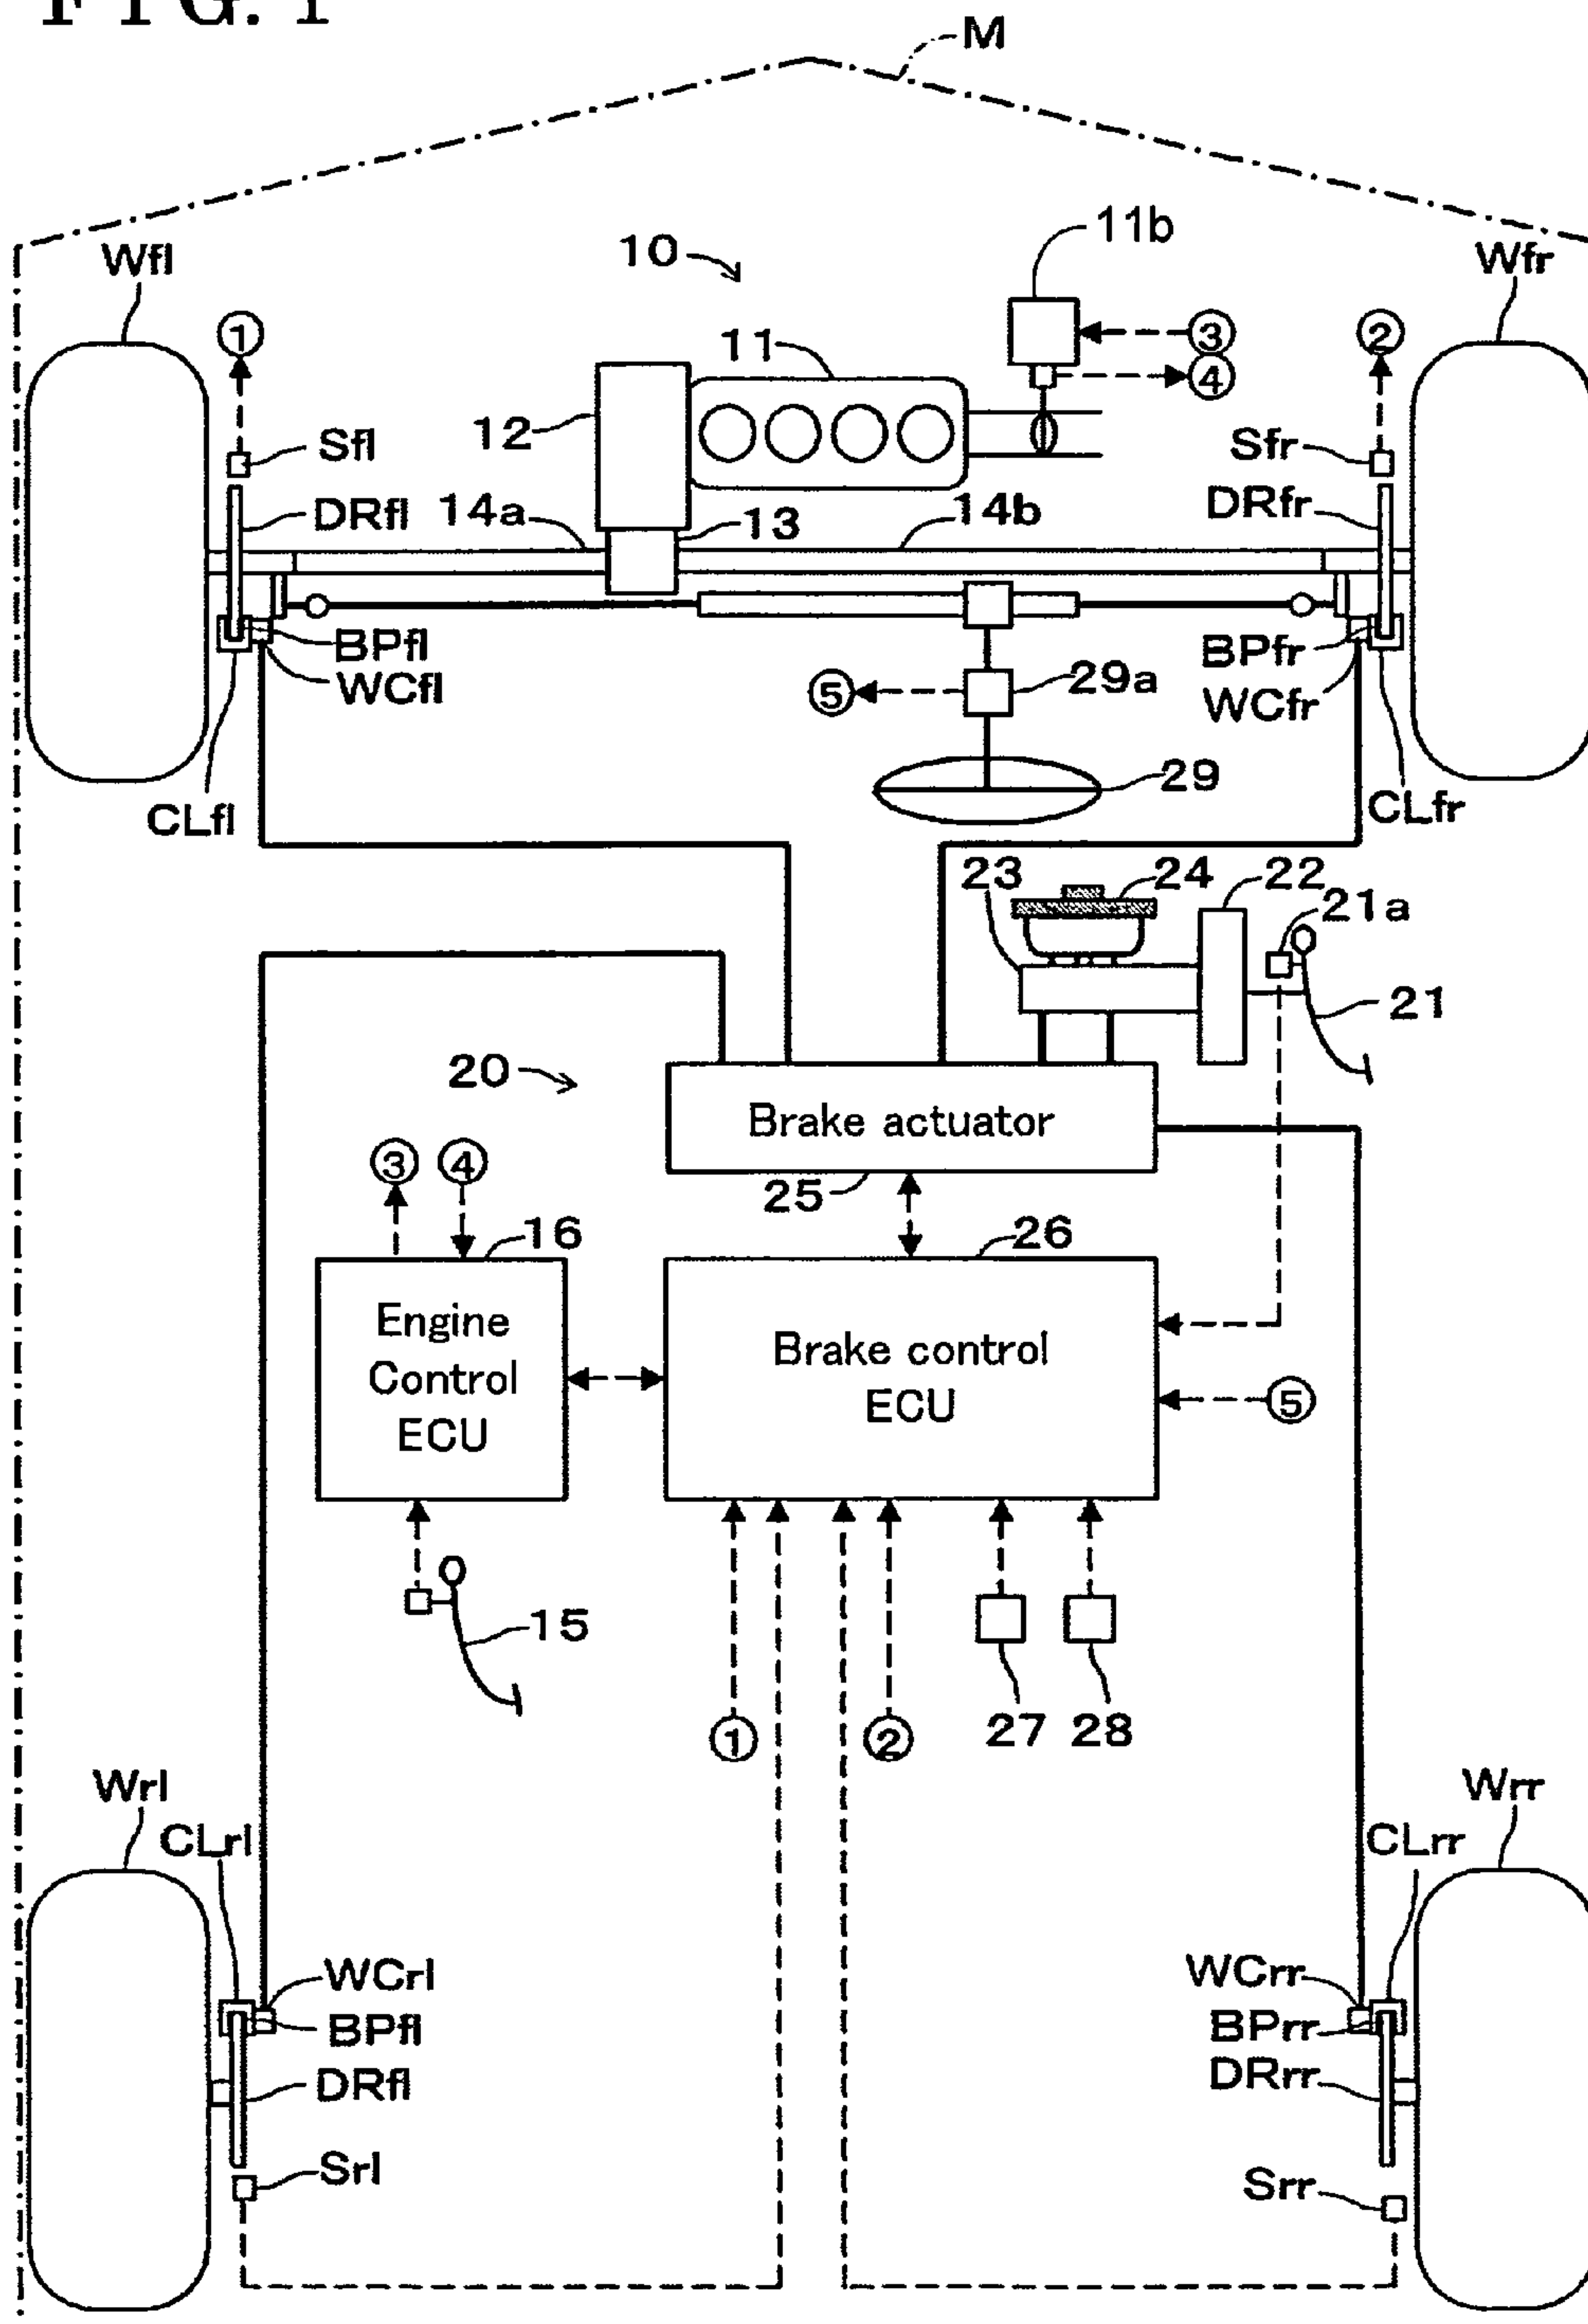 FIG. 1
M
11b
10
Wfl
Wfr
1
3
2
11
4
12
Sfl
Sfr
DRfl
14a
13
14b
DRfr
BPfl
BPfr
WCfl
5
29a
WCfr
29
CLfl
CLfr
23
24
22
21a
21
20
Brake actuator
3
4
25
16
26
Engine
Control
ECU
Brake control
ECU
5
15
1
2
27
28
Wrl
Wrr
CLrl
CLrr
WCrl
WCrr
BPfl
BPrr
DRfl
DRrr
Srl
Srr